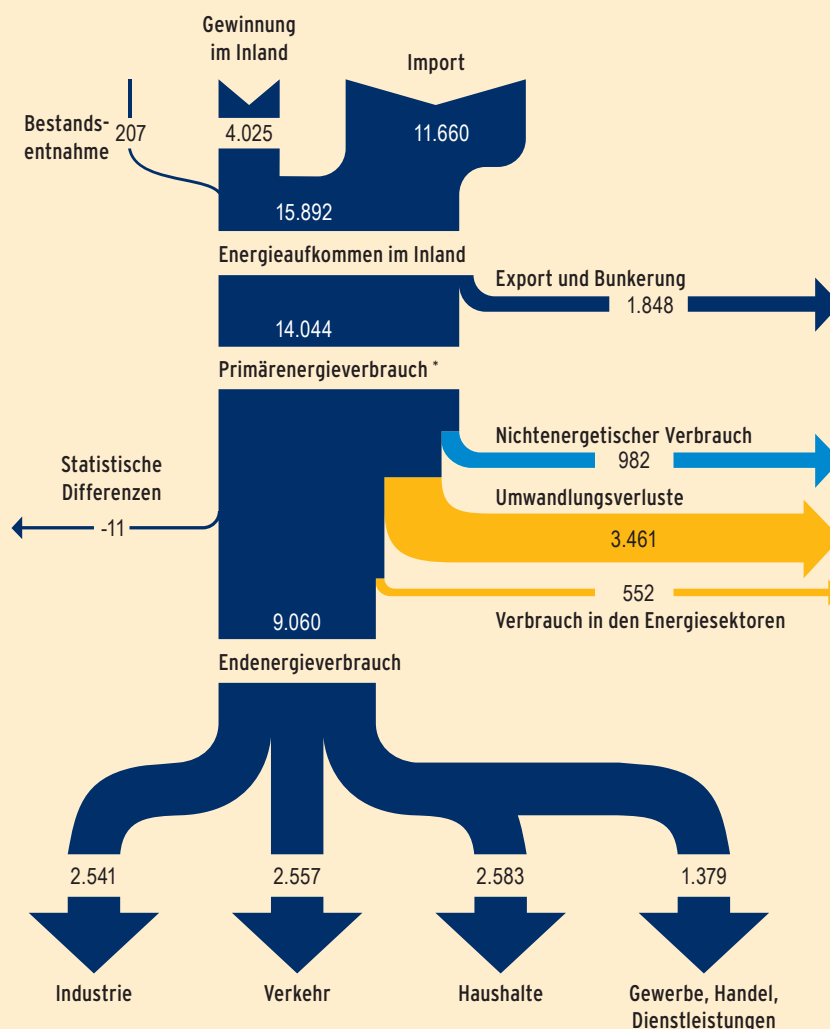 Gewinnung
im Inland
Import
Bestands-
entnahme
207
4.025
11.660
15.892
Energieaufkommen im Inland
Export und Bunkerung
1.848
14.044
Primärenergieverbrauch *
Nichtenergetischer Verbrauch
982
Statistische
Differenzen
-11
Umwandlungsverluste
3.461
552
Verbrauch in den Energiesektoren
9.060
Endenergieverbrauch
2.541
2.557
2.583
1.379
Industrie
Verkehr
Haushalte
Gewerbe, Handel,
Dienstleistungen